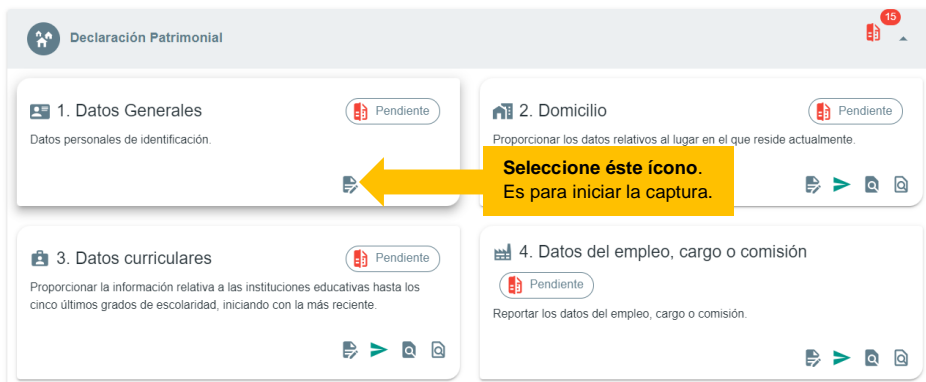 Declaración Patrimonial
15
1. Datos Generales
Pendiente
Datos personales de identificación.
2. Domicilio
Pendiente
Proporcionar los datos relativos al lugar en el que reside actualmente.
Seleccione éste ícono.
Es para iniciar la captura.
3. Datos curriculares
Pendiente
Proporcionar la información relativa a las instituciones educativas hasta los
cinco últimos grados de escolaridad, iniciando con la más reciente.
4. Datos del empleo, cargo o comisión
Pendiente
Reportar los datos del empleo, cargo o comisión.